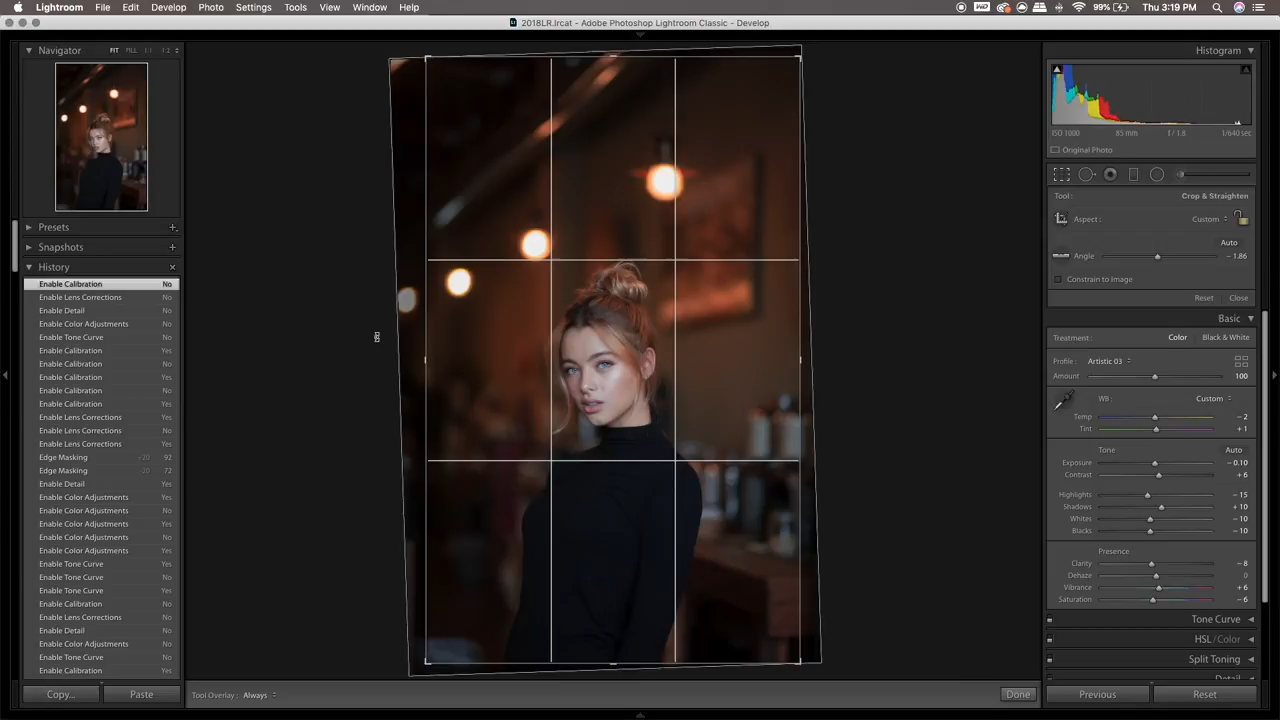 Lightroom File Edit Develop Photo Settings Tools View Window Help 99% Thu 3:19 PM
2018LR.lrcat - Adobe Photoshop Lightroom Classic - Develop
Navigator FIT FILL 1:1 1:2
Presets
Snapshots
History
Enable Calibration No
Enable Lens Corrections No
Enable Detail No
Enable Color Adjustments No
Enable Tone Curve No
Enable Calibration Yes
Enable Calibration No
Enable Calibration Yes
Enable Calibration No
Enable Calibration Yes
Enable Lens Corrections Yes
Enable Lens Corrections No
Enable Lens Corrections Yes
Edge Masking +20 92
Edge Masking -20 72
Enable Detail Yes
Enable Color Adjustments Yes
Enable Color Adjustments No
Enable Color Adjustments Yes
Enable Color Adjustments No
Enable Color Adjustments Yes
Enable Tone Curve Yes
Enable Tone Curve No
Enable Tone Curve Yes
Enable Calibration No
Enable Lens Corrections No
Enable Detail No
Enable Color Adjustments No
Enable Tone Curve No
Enable Calibration Yes
Copy... Paste
Tool Overlay: Always
Done
Histogram
ISO 1000 85 mm f / 1.8 1/640 sec
Original Photo
Tool: Crop & Straighten
Aspect: Custom
Auto
Angle - 1.86
Constrain to Image
Reset Close
Basic
Treatment: Color Black & White
Profile: Artistic 03
Amount 100
WB: Custom
Temp - 2
Tint + 1
Tone Auto
Exposure - 0.10
Contrast + 6
Highlights - 15
Shadows + 10
Whites - 10
Blacks - 10
Presence
Clarity - 8
Dehaze 0
Vibrance + 6
Saturation - 6
Tone Curve
HSL / Color
Split Toning
Detail
Previous Reset